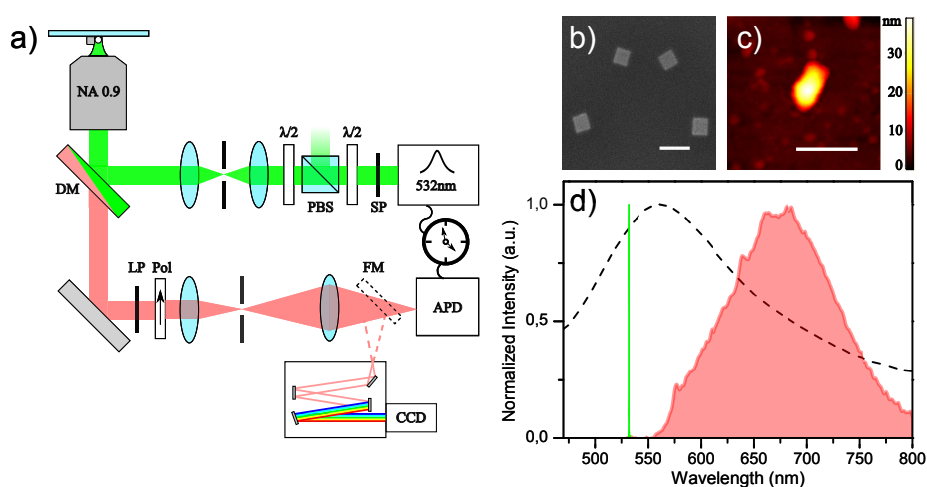 a)
NA 0.9
DM
λ/2
λ/2
PBS
SP
532nm
LP
Pol
FM
APD
CCD
b)
c)
nm
40
30
20
10
0
d)
Normalized Intensity (a.u.)
1,0
0,5
0,0
500
550
600
650
700
750
800
Wavelength (nm)